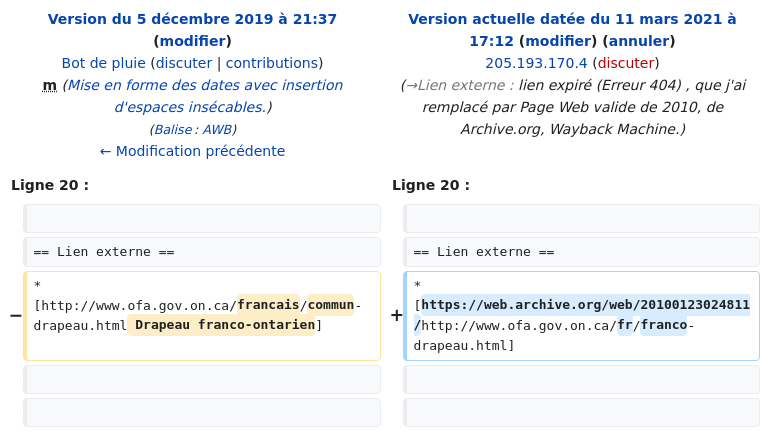 Version du 5 décembre 2019 à 21:37
(modifier)
Bot de pluie (discuter | contributions)
m (Mise en forme des dates avec insertion
d'espaces insécables.)
(Balise : AWB)
← Modification précédente
Version actuelle datée du 11 mars 2021 à
17:12 (modifier) (annuler)
205.193.170.4 (discuter)
(→Lien externe : lien expiré (Erreur 404) , que j'ai
remplacé par Page Web valide de 2010, de
Archive.org, Wayback Machine.)
Ligne 20 :
Ligne 20 :
== Lien externe ==
== Lien externe ==
−
*
[http://www.ofa.gov.on.ca/francais/commun-
drapeau.html Drapeau franco-ontarien]
+
*
[https://web.archive.org/web/20100123024811
/http://www.ofa.gov.on.ca/fr/franco-
drapeau.html]